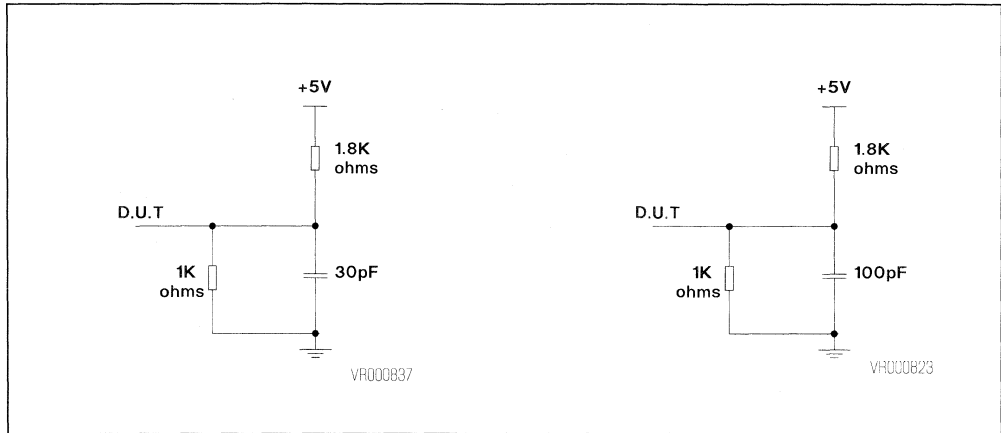 +5V
1.8K
ohms
D.U.T
1K
ohms
30pF
VR000837
+5V
1.8K
ohms
D.U.T
1K
ohms
100pF
VR000823